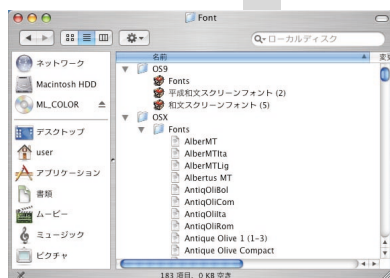 Font
ローカルディスク
名前
変
ネットワーク
Macintosh HDD
ML_COLOR
デスクトップ
user
アプリケーション
書類
ムービー
ミュージック
ピクチャ
OS9
Fonts
平成和文スクリーンフォント (2)
和文スクリーンフォント (5)
OSX
Fonts
AlberMT
AlberMTIta
AlberMTLig
Albertus MT
AntiqOliBol
AntiqOliCom
AntiqOliIta
AntiqOliRom
Antique Olive 1 (1-3)
Antique Olive Compact
183 項目、0 KB 空き